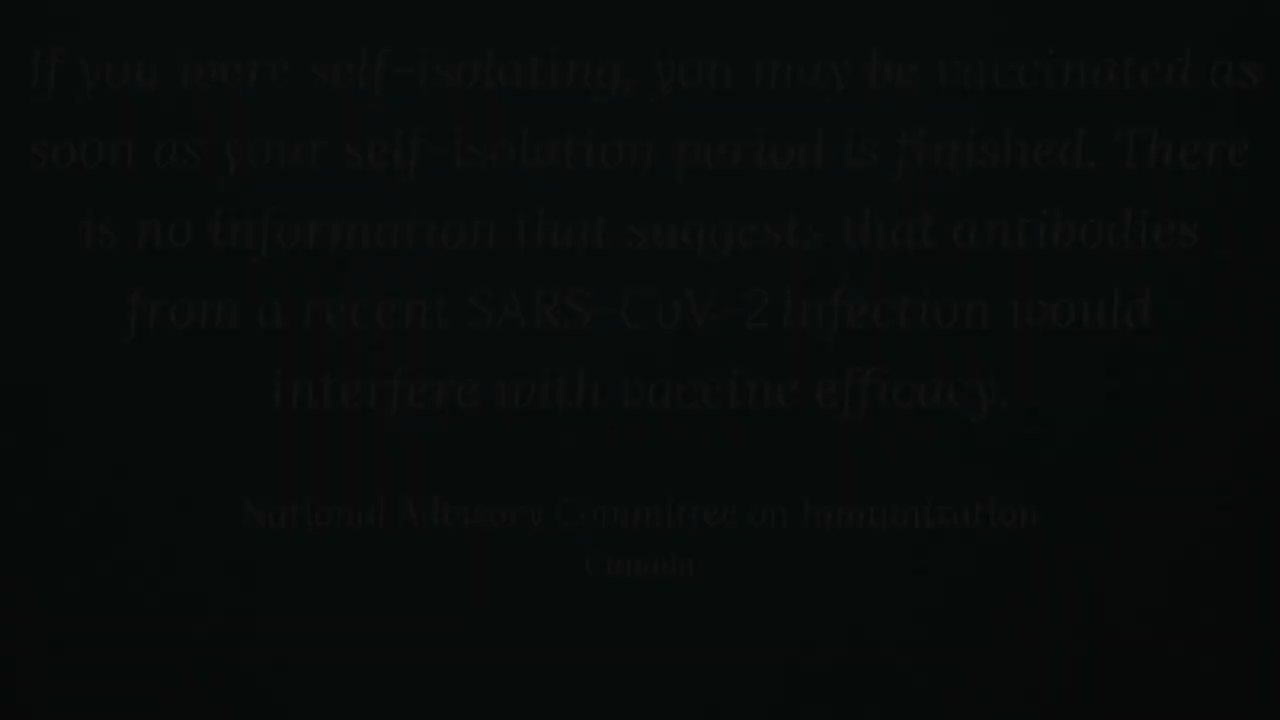 If you were self-isolating, you may be vaccinated as
soon as your self-isolation period is finished. There
is no information that suggests that antibodies
from a recent SARS-CoV-2 infection would
interfere with vaccine efficacy.
National Advisory Committee on Immunization
Canada